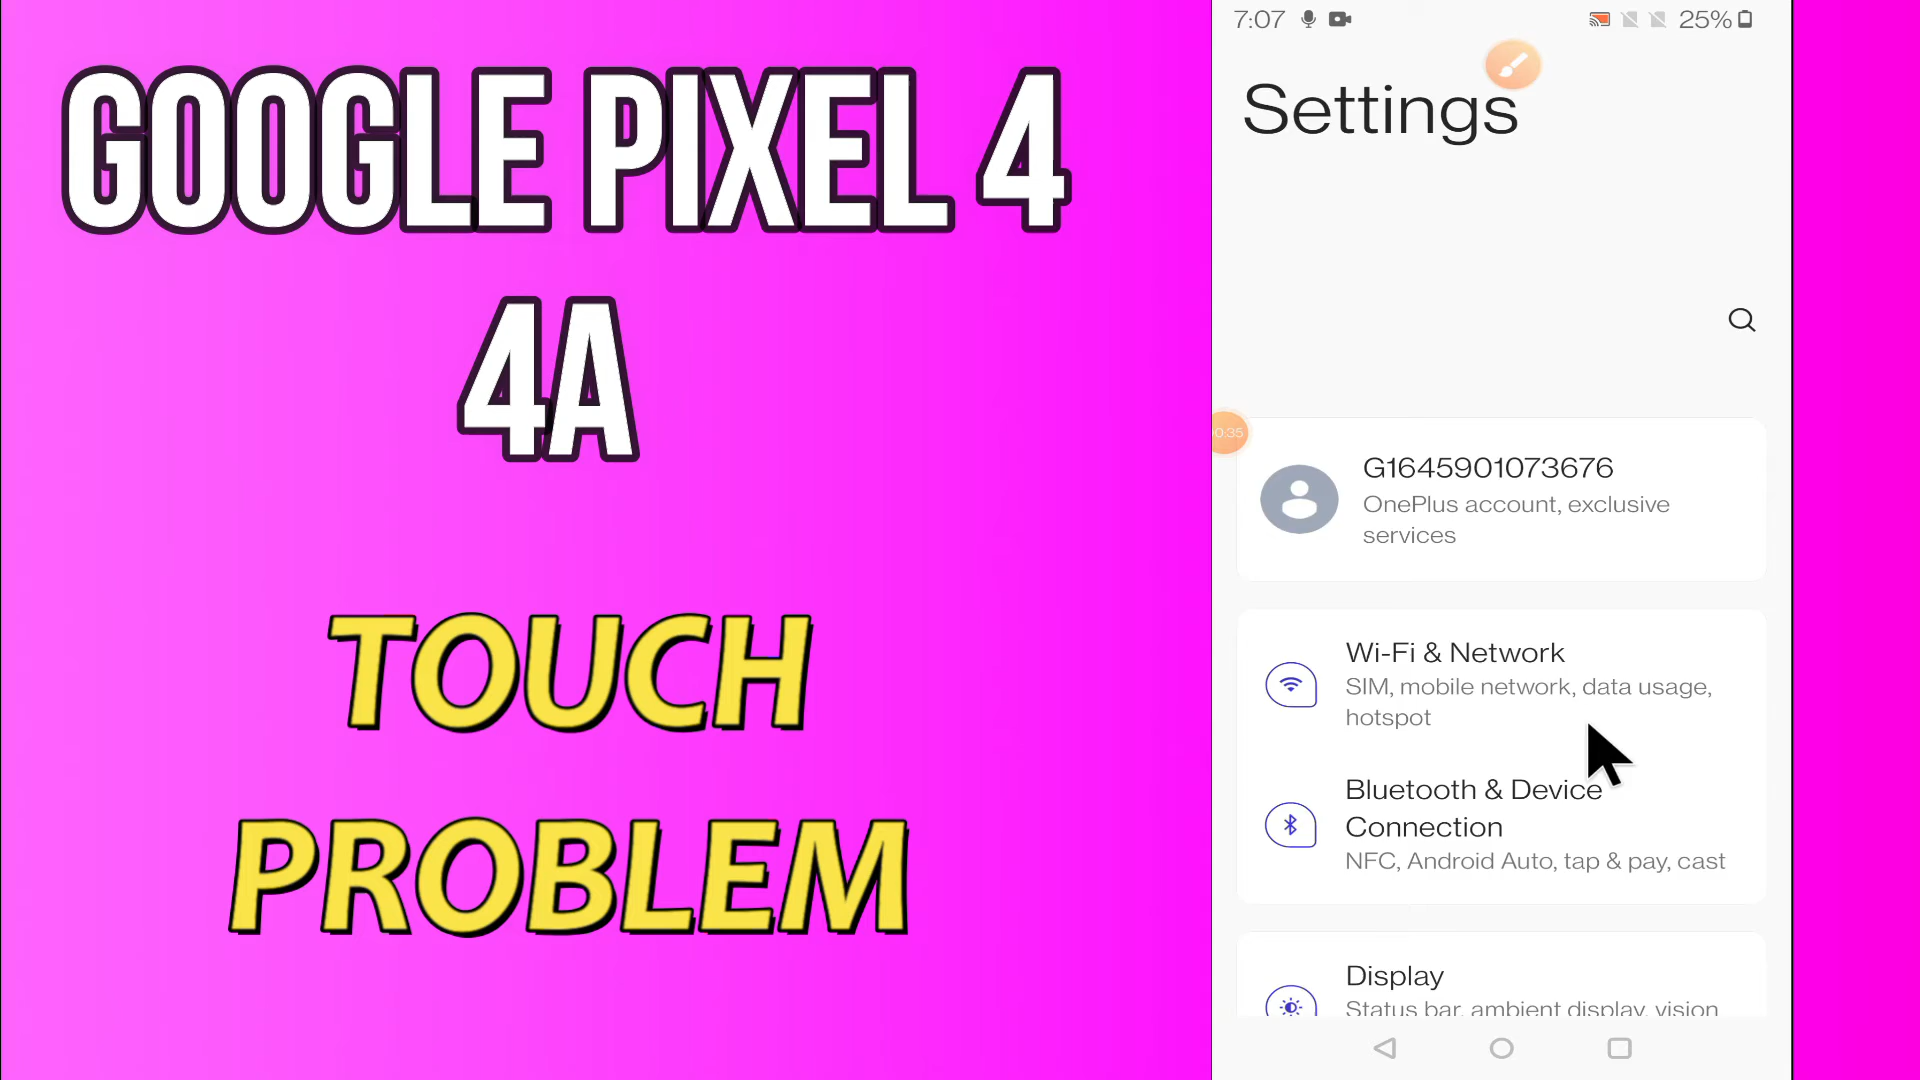 GOOGLE PIXEL 4
4A
TOUCH
PROBLEM
7:07
25%
Settings
0:35
G1645901073676
OnePlus account, exclusive
services
Wi-Fi & Network
SIM, mobile network, data usage,
hotspot
Bluetooth & Device
Connection
NFC, Android Auto, tap & pay, cast
Display
Status bar, ambient display, vision